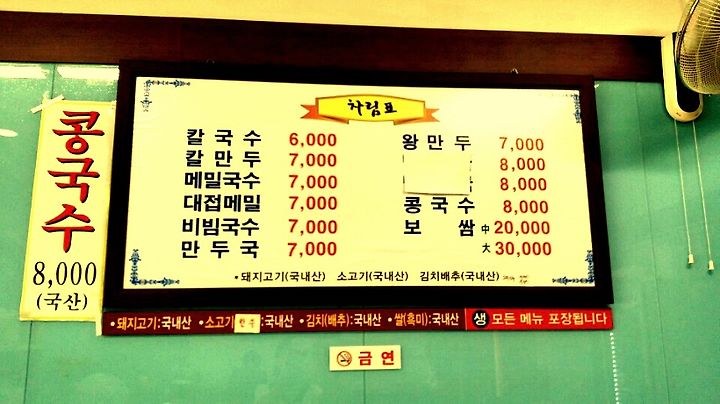 콩국수
8,000
(국산)
차림표
칼국수 6,000
칼만두 7,000
메밀국수 7,000
대접메밀 7,000
비빔국수 7,000
만두국 7,000
왕만두 7,000
8,000
8,000
콩국수 8,000
보쌈 中 20,000
大 30,000
•돼지고기(국내산) 소고기(국내산) 김치배추(국내산)
•돼지고기:국내산 •소고기 한우 :국내산 •김치(배추):국내산 •쌀(흑미):국내산
생 모든 메뉴 포장됩니다
금연